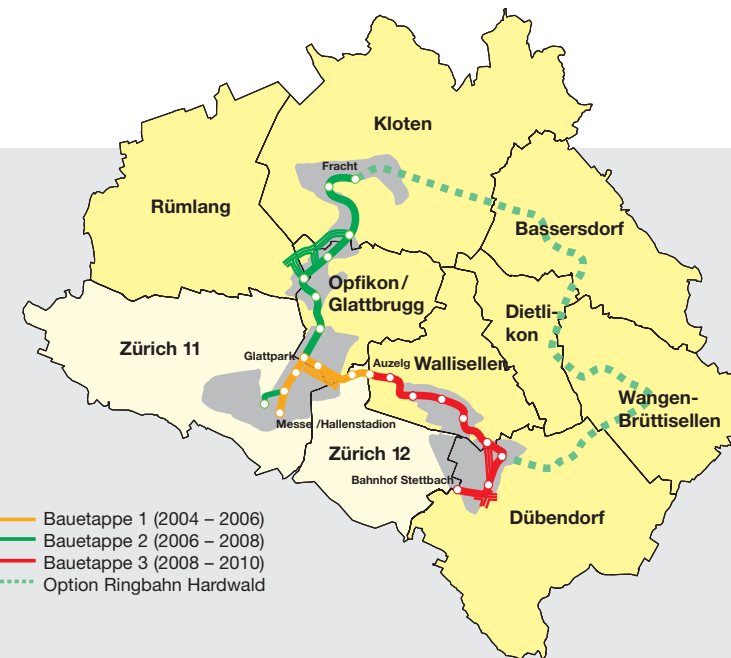 Kloten
Fracht
Rümlang
Bassersdorf
Opfikon/
Glattbrugg
Dietli-
kon
Zürich 11
Glattpark
Auzelg
Wallisellen
Wangen-
Brüttisellen
Messe/Hallenstadion
Zürich 12
Bahnhof Stettbach
Dübendorf
Bauetappe 1 (2004 – 2006)
Bauetappe 2 (2006 – 2008)
Bauetappe 3 (2008 – 2010)
Option Ringbahn Hardwald